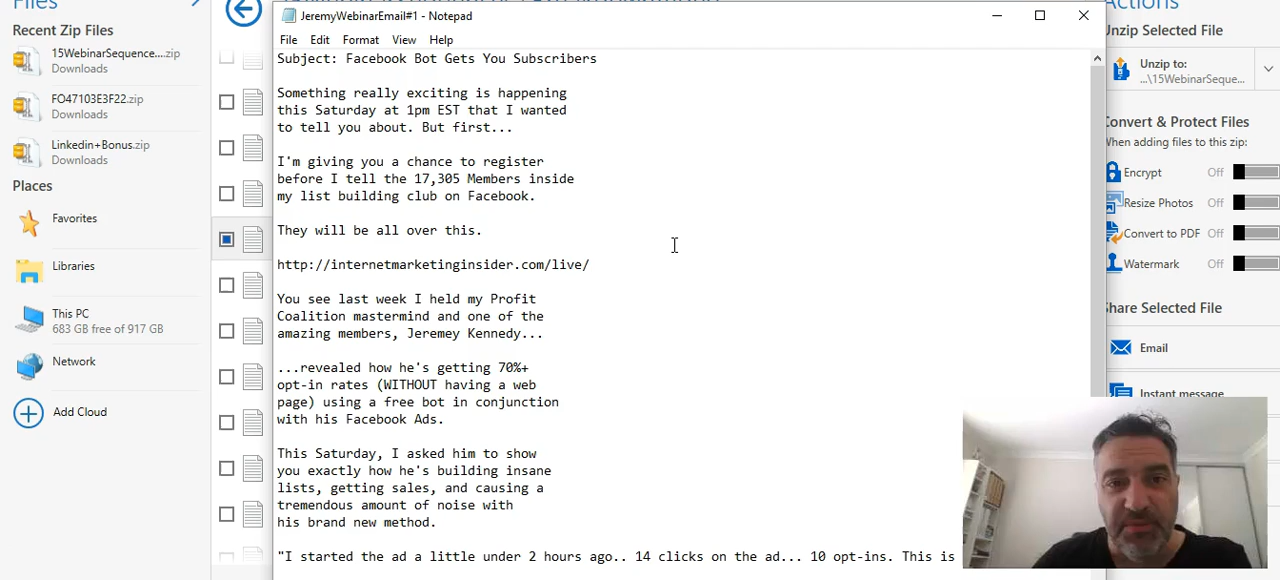 Files
Recent Zip Files
15WebinarSequence....zip
Downloads
FO47103E3F22.zip
Downloads
Linkedin+Bonus.zip
Downloads
Places
Favorites
Libraries
This PC
683 GB free of 917 GB
Network
Add Cloud
JeremyWebinarEmail#1 - Notepad
File Edit Format View Help
Subject: Facebook Bot Gets You Subscribers
Something really exciting is happening
this Saturday at 1pm EST that I wanted
to tell you about. But first...
I'm giving you a chance to register
before I tell the 17,305 Members inside
my list building club on Facebook.
They will be all over this.
http://internetmarketinginsider.com/live/
You see last week I held my Profit
Coalition mastermind and one of the
amazing members, Jeremey Kennedy...
...revealed how he's getting 70%+
opt-in rates (WITHOUT having a web
page) using a free bot in conjunction
with his Facebook Ads.
This Saturday, I asked him to show
you exactly how he's building insane
lists, getting sales, and causing a
tremendous amount of noise with
his brand new method.
"I started the ad a little under 2 hours ago.. 14 clicks on the ad... 10 opt-ins. This is
Actions
Unzip Selected File
Unzip to:
...\15WebinarSeque...
Convert & Protect Files
When adding files to this zip:
Encrypt Off
Resize Photos Off
Convert to PDF Off
Watermark Off
Share Selected File
Email
Instant message